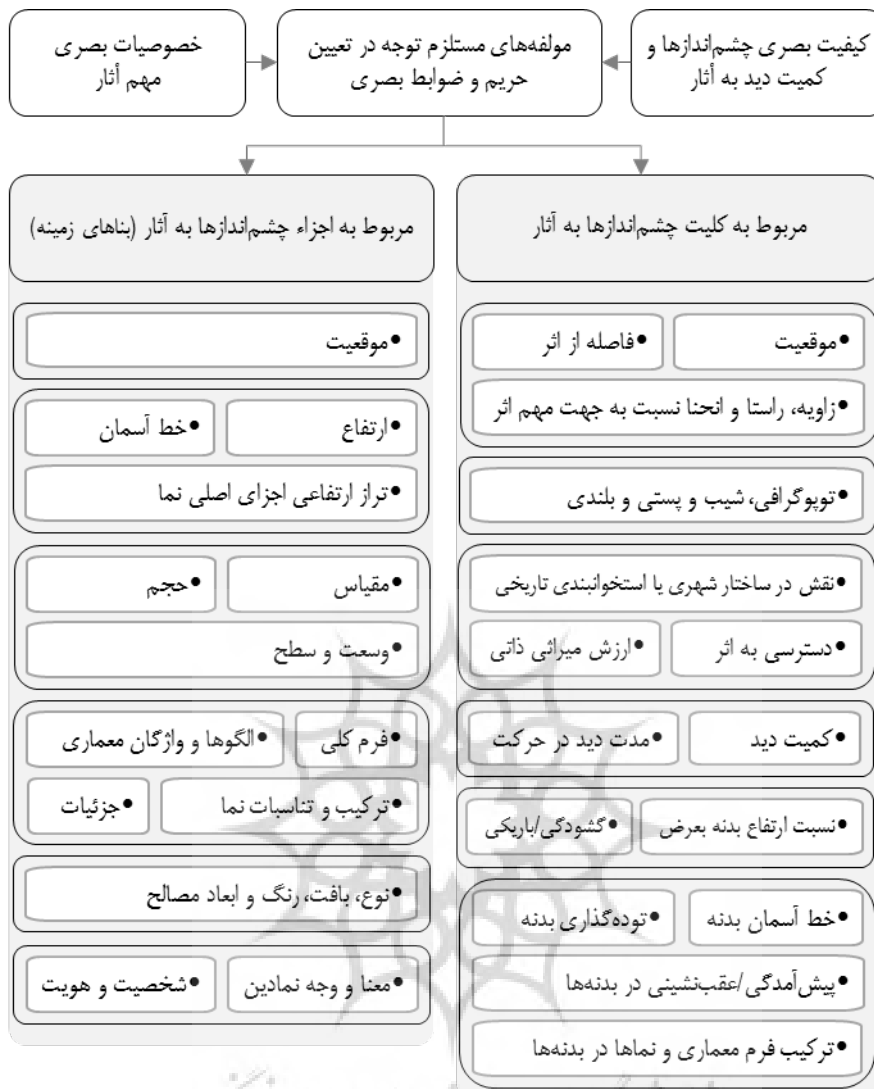 کیفیت بصری چشم‌اندازها و
کمیت دید به آثار
مولفه‌های مستلزم توجه در تعیین
حریم و ضوابط بصری
خصوصیات بصری
مهم آثار
مربوط به کلیت چشم‌اندازها به آثار
•موقعیت
•فاصله از اثر
•زاویه، راستا و انحنا نسبت به جهت مهم اثر
•توپوگرافی، شیب و پستی و بلندی
•نقش در ساختار شهری یا استخوانبندی تاریخی
•دسترسی به اثر
•ارزش میراثی ذاتی
•کمیت دید
•مدت دید در حرکت
•نسبت ارتفاع بدنه بعرض
•گشودگی/باریکی
•خط آسمان بدنه
•توده‌گذاری بدنه
•پیش‌آمدگی/عقب‌نشینی در بدنه‌ها
•ترکیب فرم معماری و نماها در بدنه‌ها
مربوط به اجزاء چشم‌اندازها به آثار (بناهای زمینه)
•موقعیت
•ارتفاع
•خط آسمان
•تراز ارتفاعی اجزای اصلی نما
•مقیاس
•حجم
•وسعت و سطح
•فرم کلی
•الگوها و واژگان معماری
•ترکیب و تناسبات نما
•جزئیات
•نوع، بافت، رنگ و ابعاد مصالح
•معنا و وجه نمادین
•شخصیت و هویت